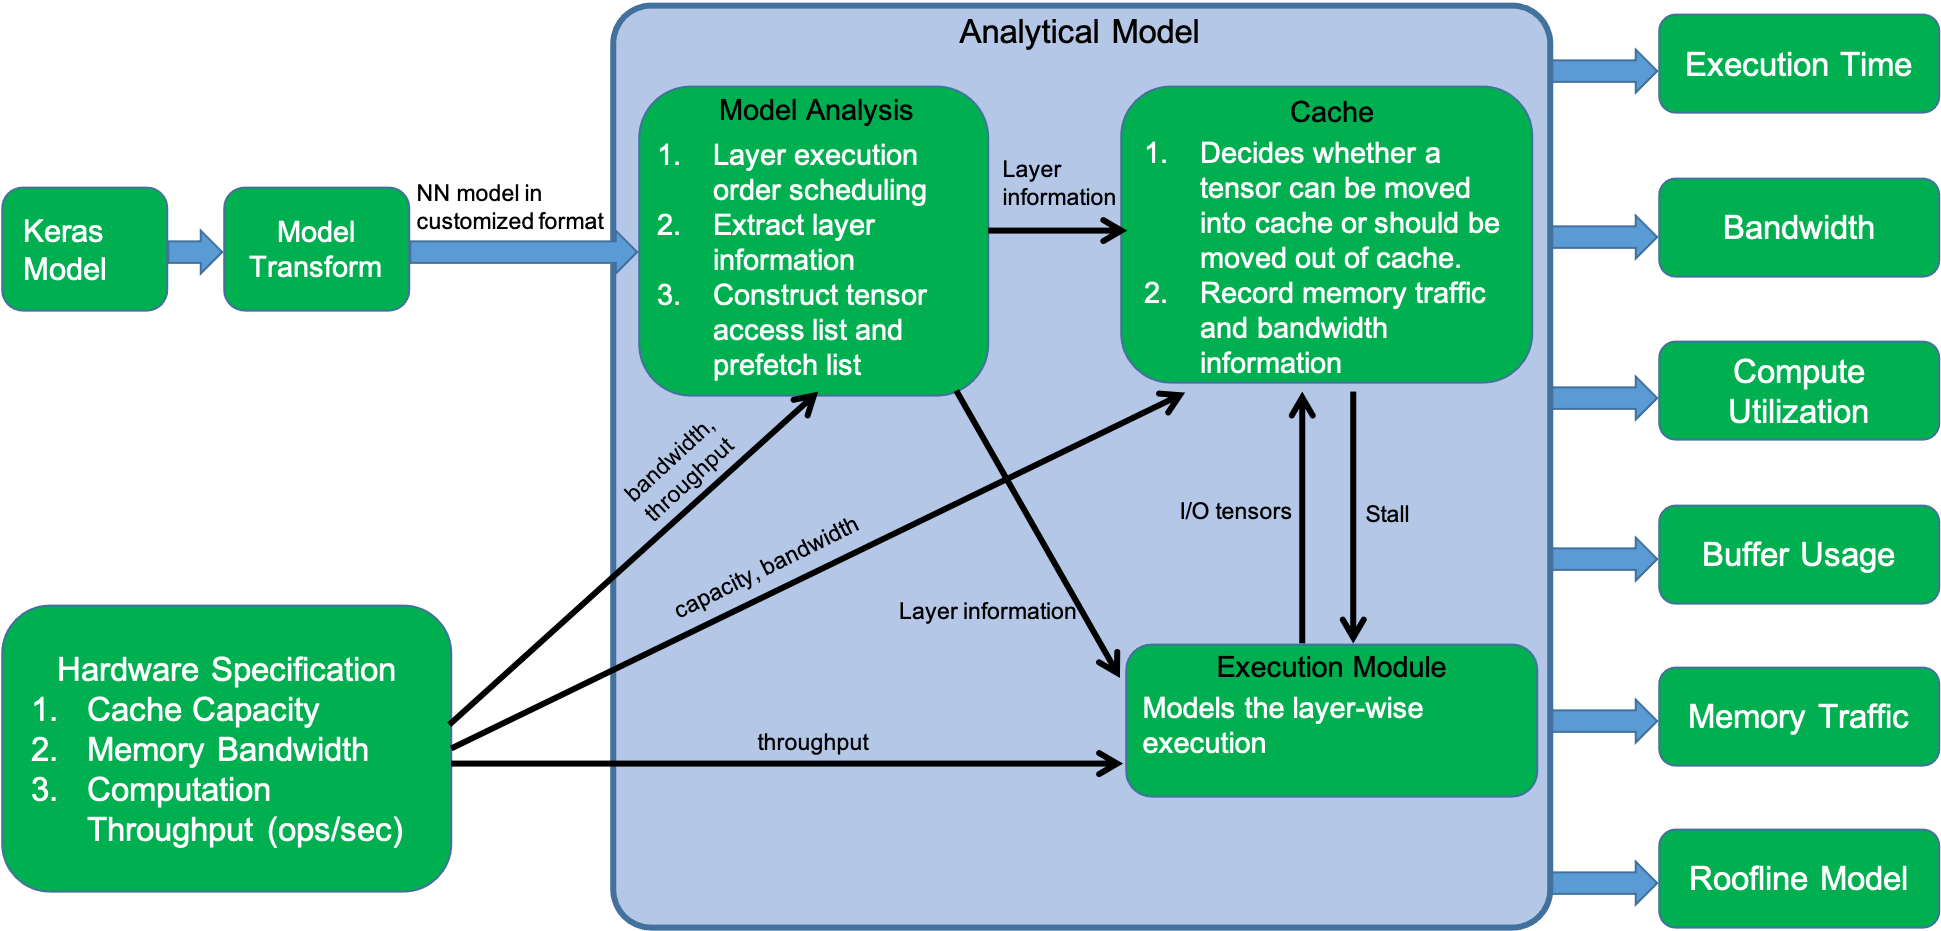 Analytical Model
Keras
Model
Model
Transform
NN model in
customized format
Model Analysis
1. Layer execution
order scheduling
2. Extract layer
information
3. Construct tensor
access list and
prefetch list
Layer
information
Cache
1. Decides whether a
tensor can be moved
into cache or should be
moved out of cache.
2. Record memory traffic
and bandwidth
information
bandwidth,
throughput
capacity, bandwidth
Layer information
I/O tensors
Stall
Hardware Specification
1. Cache Capacity
2. Memory Bandwidth
3. Computation
Throughput (ops/sec)
throughput
Execution Module
Models the layer-wise
execution
Execution Time
Bandwidth
Compute
Utilization
Buffer Usage
Memory Traffic
Roofline Model